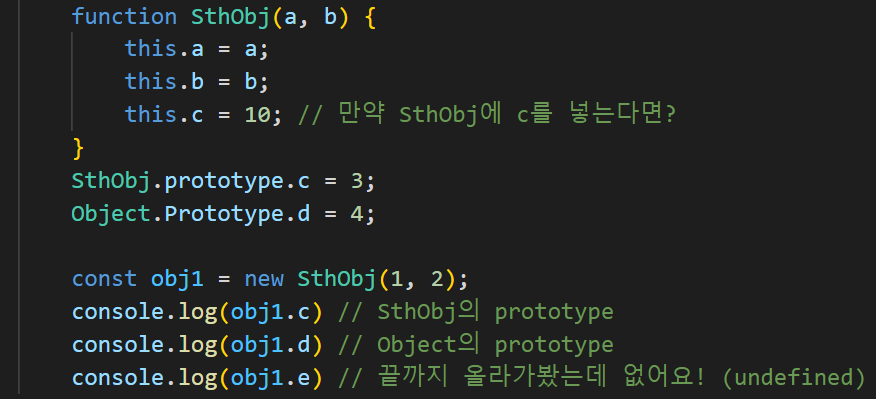 function SthObj(a, b) {
this.a = a;
this.b = b;
this.c = 10; // 만약 SthObj에 c를 넣는다면?
}
SthObj.prototype.c = 3;
Object.Prototype.d = 4;
const obj1 = new SthObj(1, 2);
console.log(obj1.c) // SthObj의 prototype
console.log(obj1.d) // Object의 prototype
console.log(obj1.e) // 끝까지 올라가봤는데 없어요! (undefined)